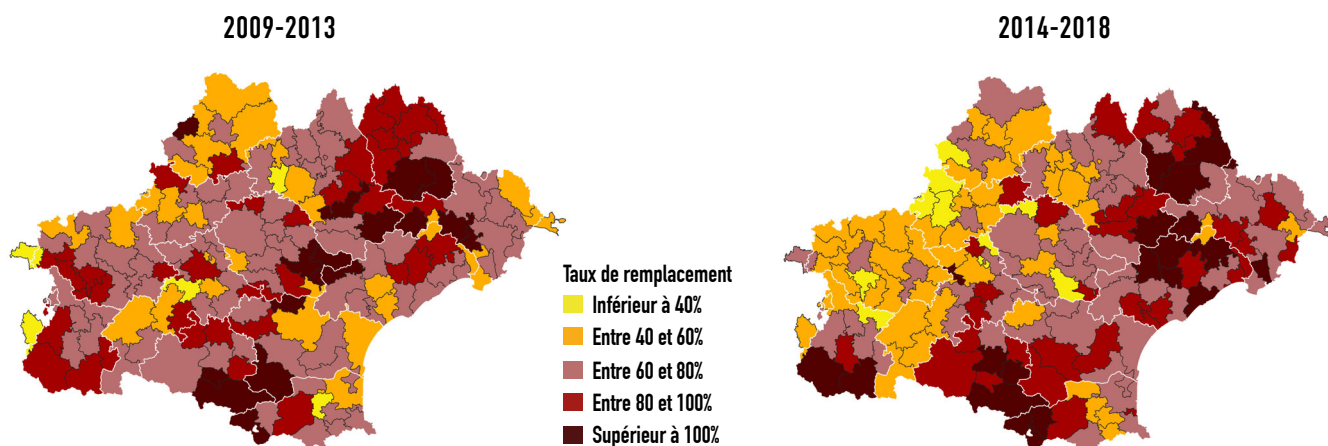 2009-2013
2014-2018
Taux de remplacement
Inférieur à 40%
Entre 40 et 60%
Entre 60 et 80%
Entre 80 et 100%
Supérieur à 100%